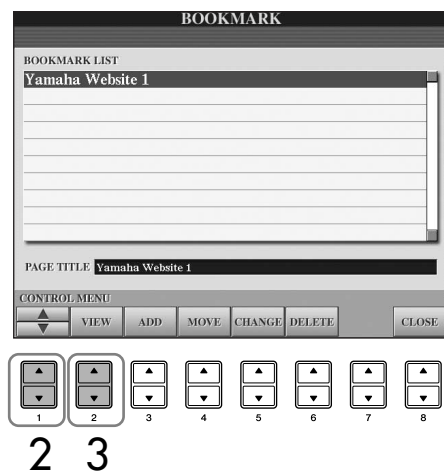 BOOKMARK
BOOKMARK LIST
Yamaha Website 1
PAGE TITLE Yamaha Website 1
CONTROL MENU
VIEW ADD MOVE CHANGE DELETE CLOSE
1 2 3 4 5 6 7 8
2 3